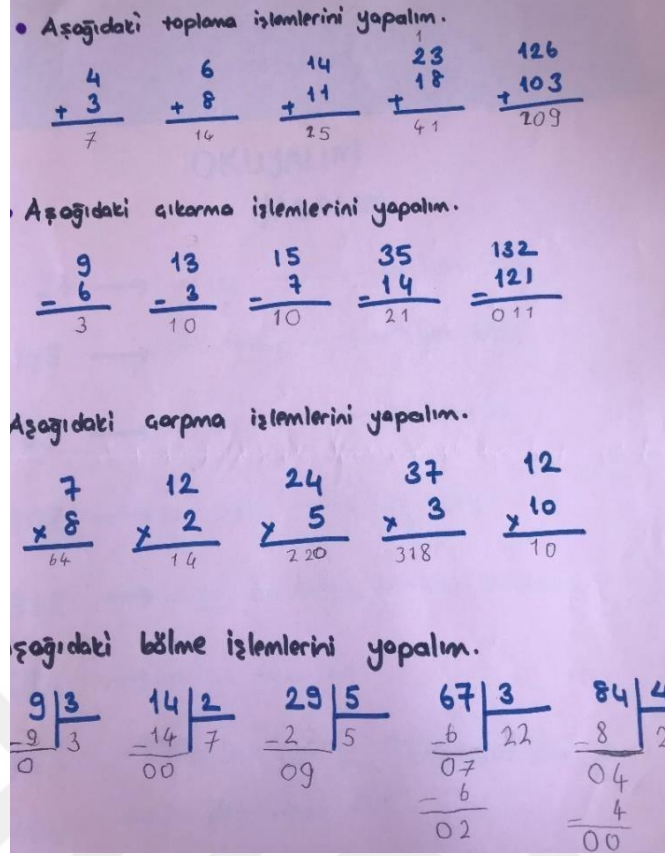 • Aşağıdaki toplama işlemlerini yapalım.
1
4 6 14 23 126
+ 3 + 8 + 11 + 18 + 103
7 14 25 41 209
• Aşağıdaki çıkarma işlemlerini yapalım.
9 13 15 35 132
- 6 - 3 - 7 - 14 - 121
3 10 10 21 011
Aşağıdaki çarpma işlemlerini yapalım.
7 12 24 37 12
x 8 x 2 x 5 x 3 x 10
64 14 220 318 10
şağıdaki bölme işlemlerini yapalım.
9 3 14 2 29 5 67 3 84 4
-9 3 -14 7 -2 5 -6 22 -8 2
0 00 09 07 04
- 6 - 4
02 00